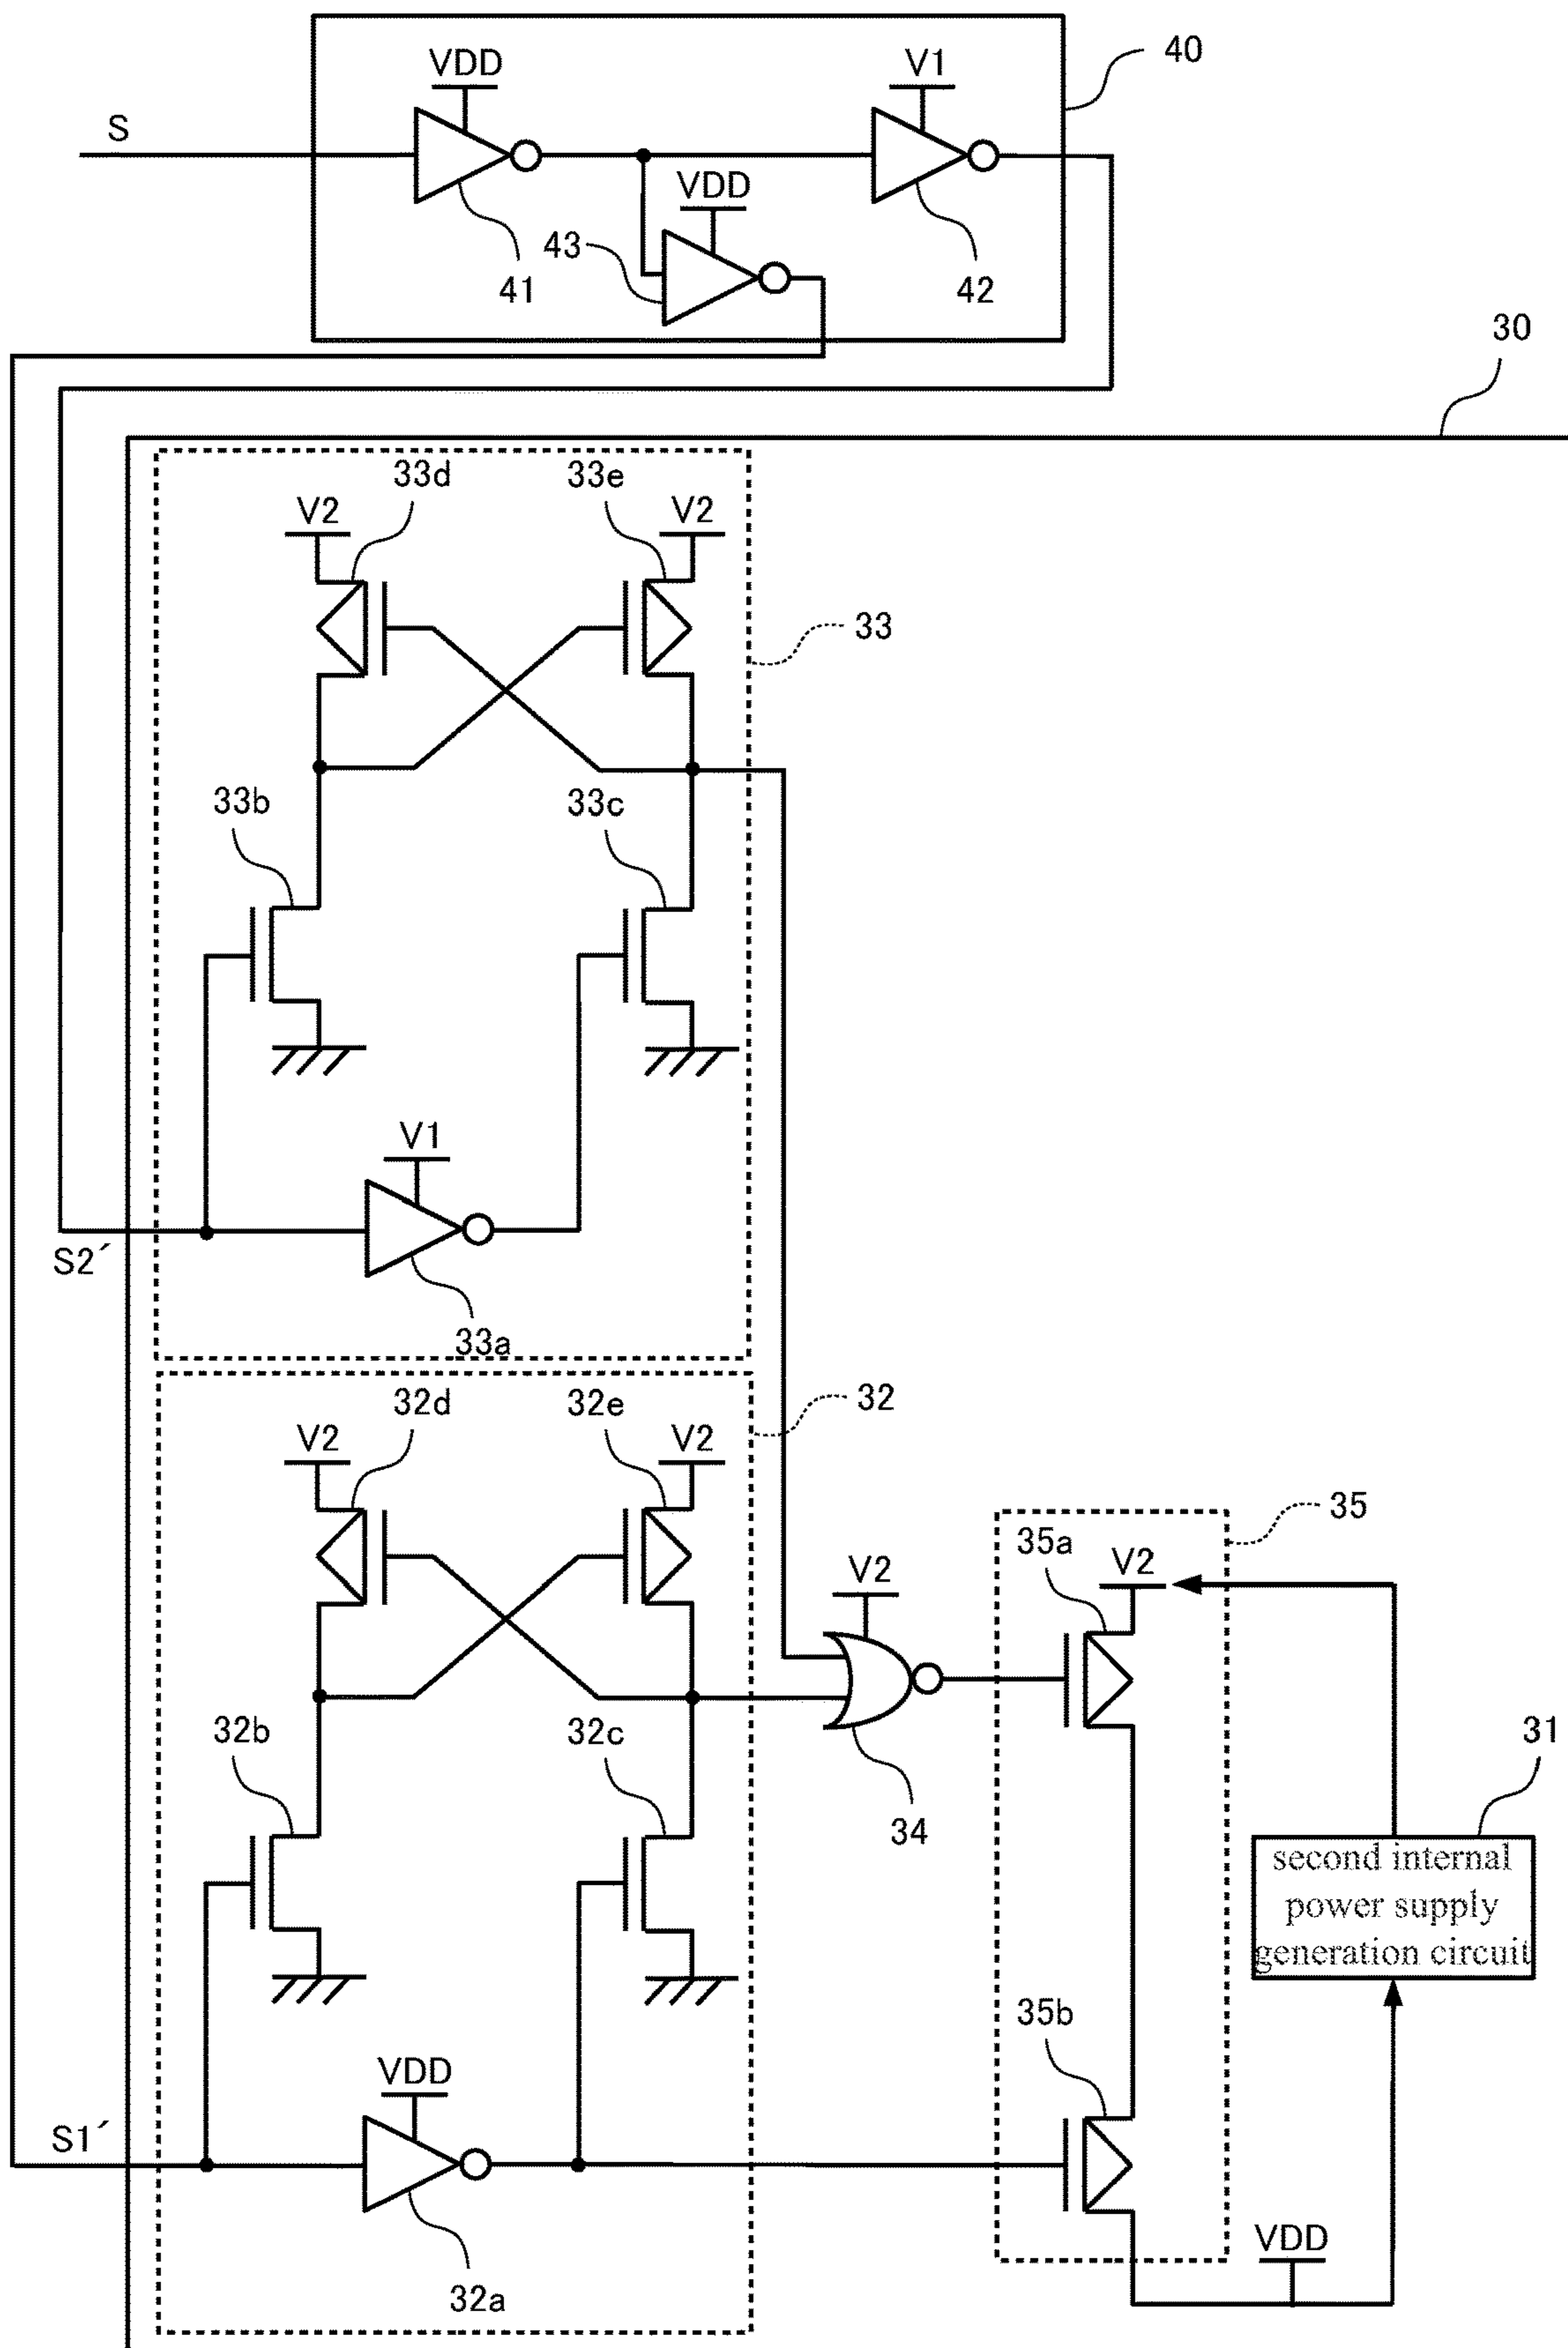 40
VDD
V1
S
VDD
43
41
42
30
33d
33e
V2
V2
33
33b
33c
V1
S2´
33a
32d
32e
32
V2
V2
35
35a
V2
V2
32b
32c
31
34
second internal
power supply
generation circuit
35b
VDD
S1´
VDD
32a